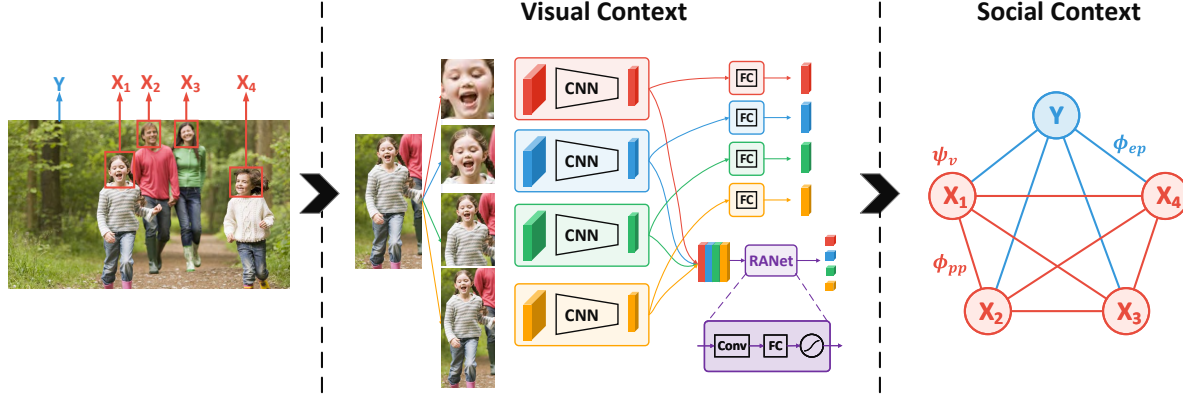 Visual Context
Social Context
Y
X1
X2
X3
X4
CNN
FC
CNN
FC
CNN
FC
CNN
FC
RANet
Conv
FC
Y
ϕep
ψv
X1
X4
ϕpp
X2
X3